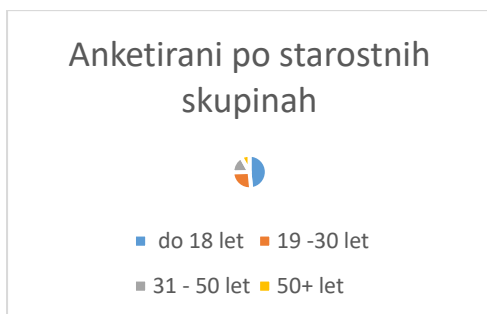 Anketirani po starostnih
skupinah
do 18 let 19 -30 let
31 - 50 let 50+ let